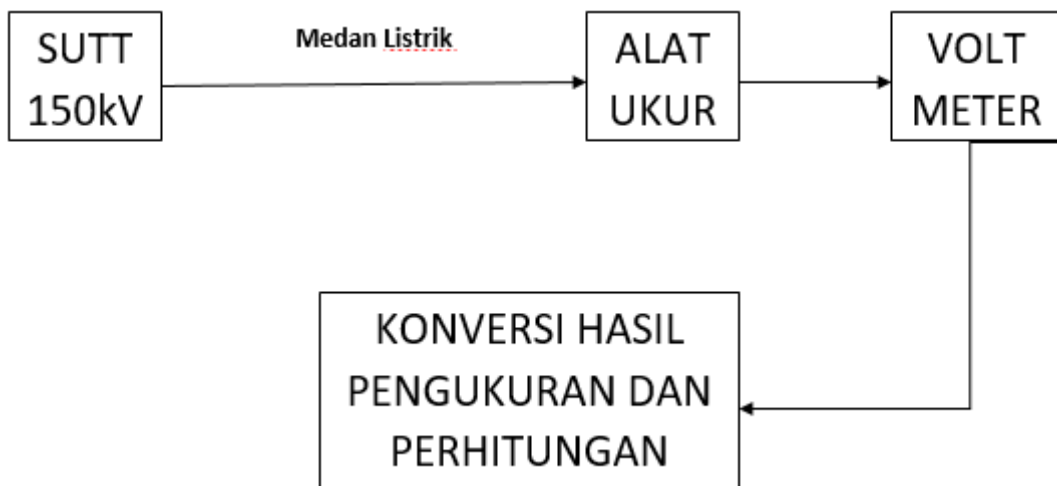 SUTT
150kV
Medan Listrik
ALAT
UKUR
VOLT
METER
KONVERSI HASIL
PENGUKURAN DAN
PERHITUNGAN